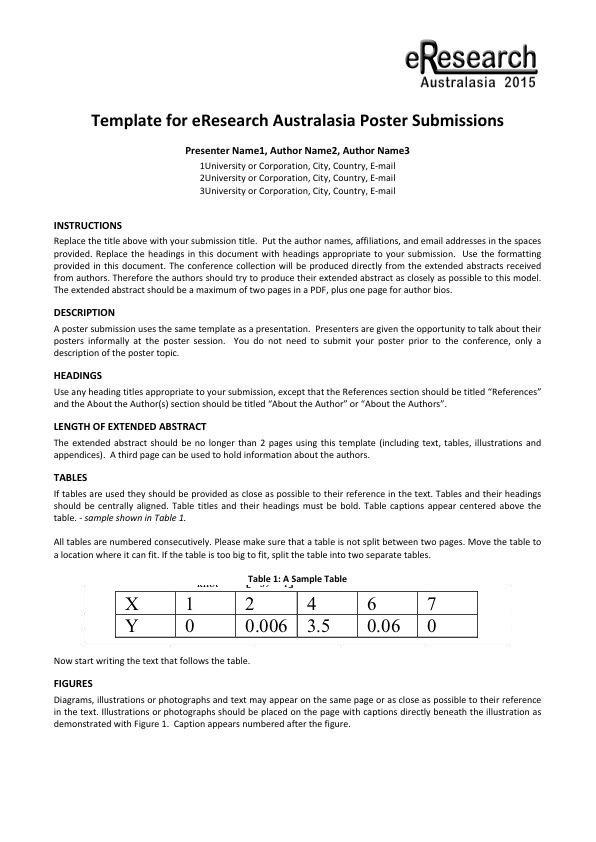 eResearch
Australasia 2015
Template for eResearch Australasia Poster Submissions
Presenter Name1, Author Name2, Author Name3
1University or Corporation, City, Country, E-mail
2University or Corporation, City, Country, E-mail
3University or Corporation, City, Country, E-mail
INSTRUCTIONS
Replace the title above with your submission title. Put the author names, affiliations, and email addresses in the spaces
provided. Replace the headings in this document with headings appropriate to your submission. Use the formatting
provided in this document. The conference collection will be produced directly from the extended abstracts received
from authors. Therefore the authors should try to produce their extended abstract as closely as possible to this model.
The extended abstract should be a maximum of two pages in a PDF, plus one page for author bios.
DESCRIPTION
A poster submission uses the same template as a presentation. Presenters are given the opportunity to talk about their
posters informally at the poster session. You do not need to submit your poster prior to the conference, only a
description of the poster topic.
HEADINGS
Use any heading titles appropriate to your submission, except that the References section should be titled “References”
and the About the Author(s) section should be titled “About the Author” or “About the Authors”.
LENGTH OF EXTENDED ABSTRACT
The extended abstract should be no longer than 2 pages using this template (including text, tables, illustrations and
appendices). A third page can be used to hold information about the authors.
TABLES
If tables are used they should be provided as close as possible to their reference in the text. Tables and their headings
should be centrally aligned. Table titles and their headings must be bold. Table captions appear centered above the
table. - sample shown in Table 1.
All tables are numbered consecutively. Please make sure that a table is not split between two pages. Move the table to
a location where it can fit. If the table is too big to fit, split the table into two separate tables.
Table 1: A Sample Table
X 1 2 4 6 7
Y 0 0.006 3.5 0.06 0
Now start writing the text that follows the table.
FIGURES
Diagrams, illustrations or photographs and text may appear on the same page or as close as possible to their reference
in the text. Illustrations or photographs should be placed on the page with captions directly beneath the illustration as
demonstrated with Figure 1. Caption appears numbered after the figure.